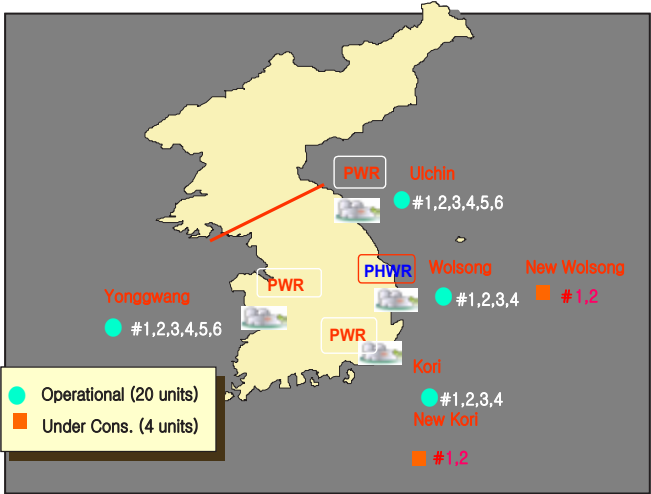 PWR Ulchin
#1,2,3,4,5,6
PHWR Wolsong New Wolsong
#1,2,3,4 #1,2
PWR
Yonggwang
#1,2,3,4,5,6
PWR
Kori
#1,2,3,4
New Kori
#1,2
Operational (20 units)
Under Cons. (4 units)